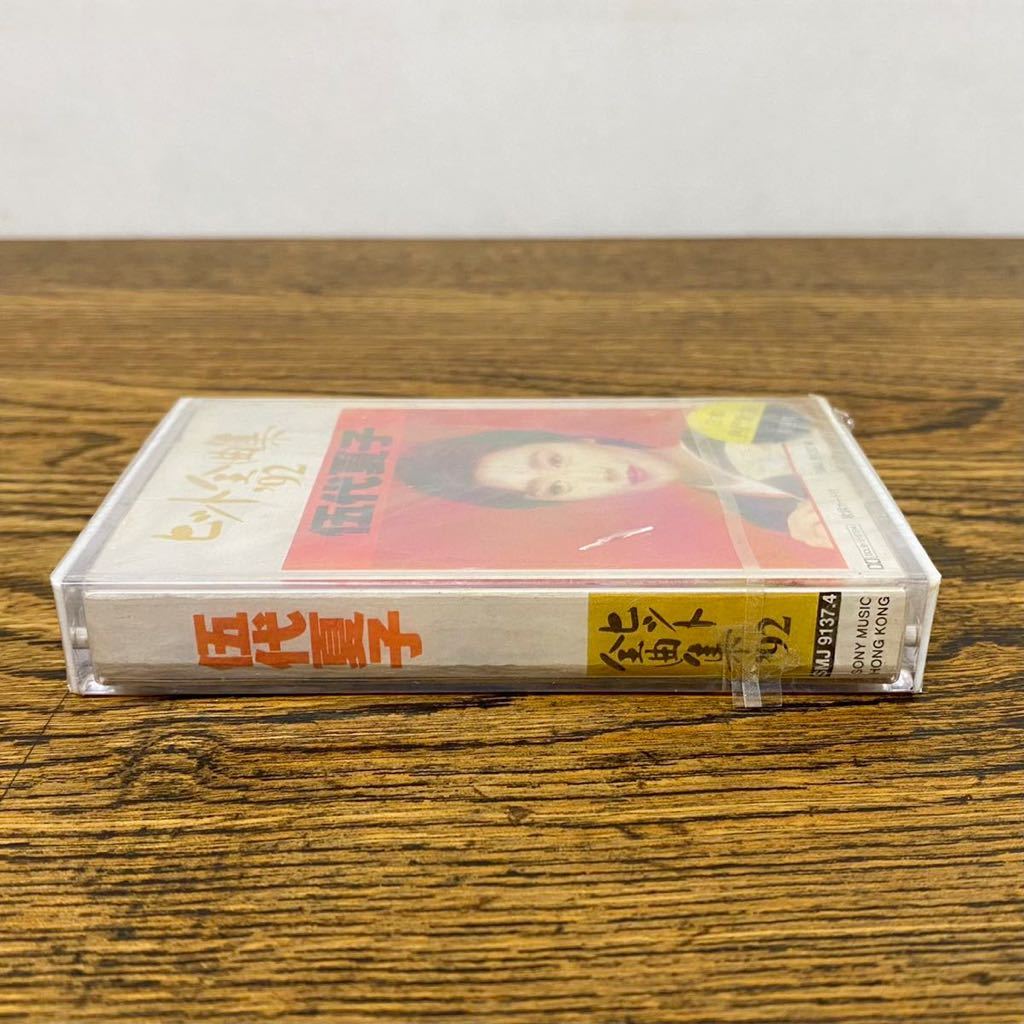 ヒット全曲集
'92
伍代夏子
伍代夏子
ヒット
全曲集
'92
SMJ 9137.4
SONY MUSIC
HONG KONG